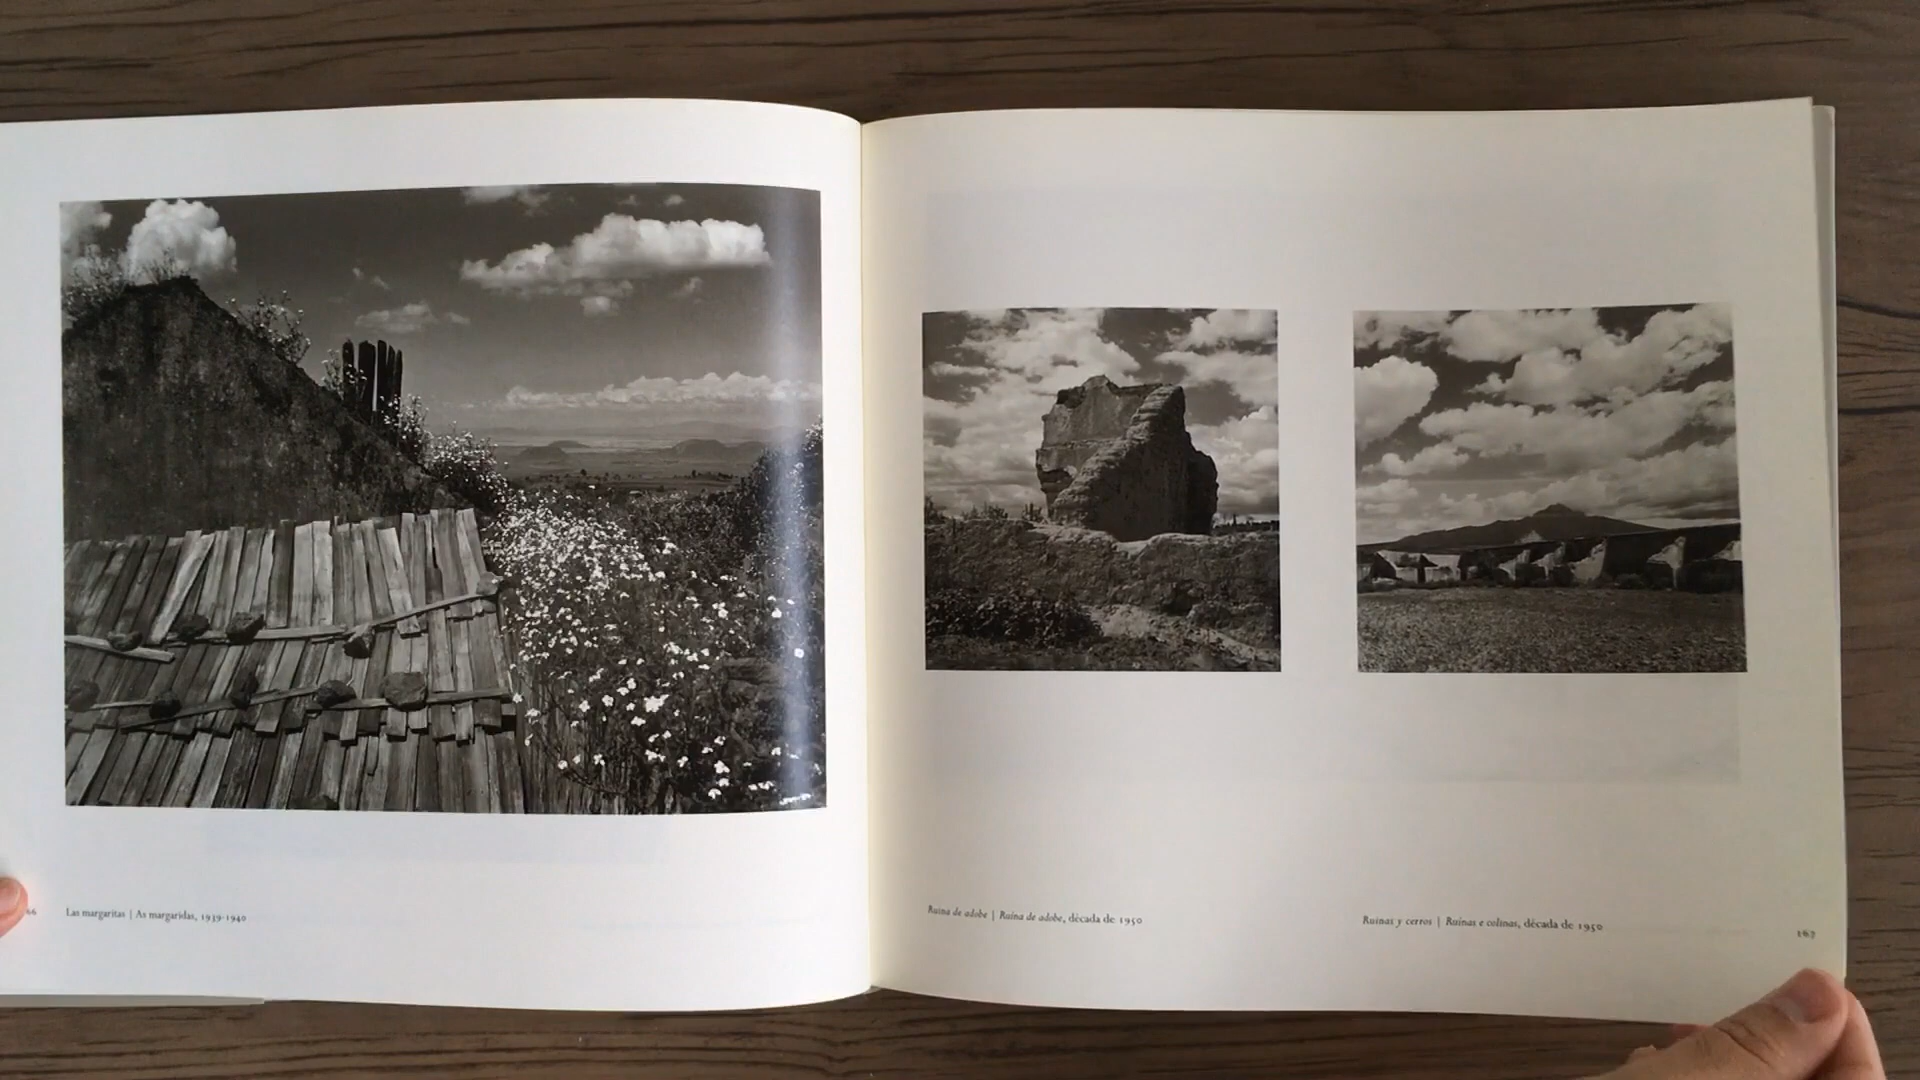 66 Las margaritas | As margaridas, 1939-1940
Ruina de adobe | Ruína de adobe, década de 1950
Ruinas y cerros | Ruínas e colinas, década de 1950
167